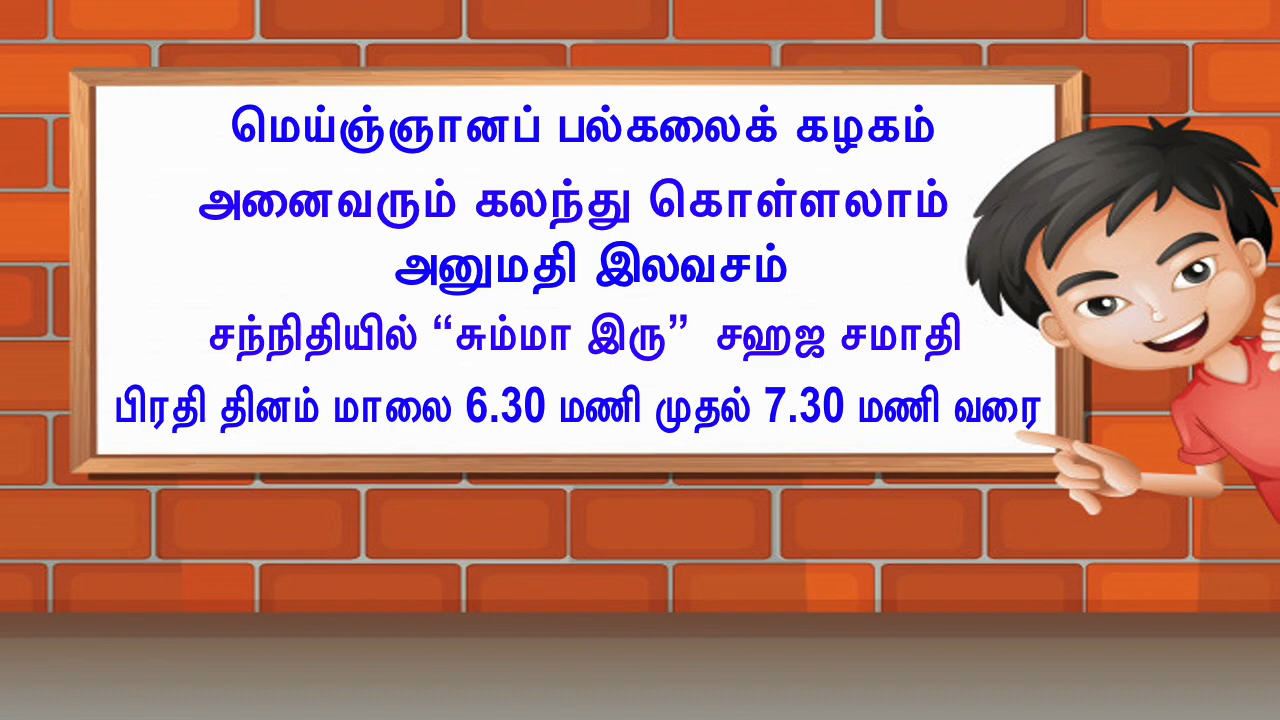 மெய்ஞ்ஞானப் பல்கலைக் கழகம்
அனைவரும் கலந்து கொள்ளலாம்
அனுமதி இலவசம்
சந்நிதியில் “சும்மா இரு” சஹஜ சமாதி
பிரதி தினம் மாலை 6.30 மணி முதல் 7.30 மணி வரை